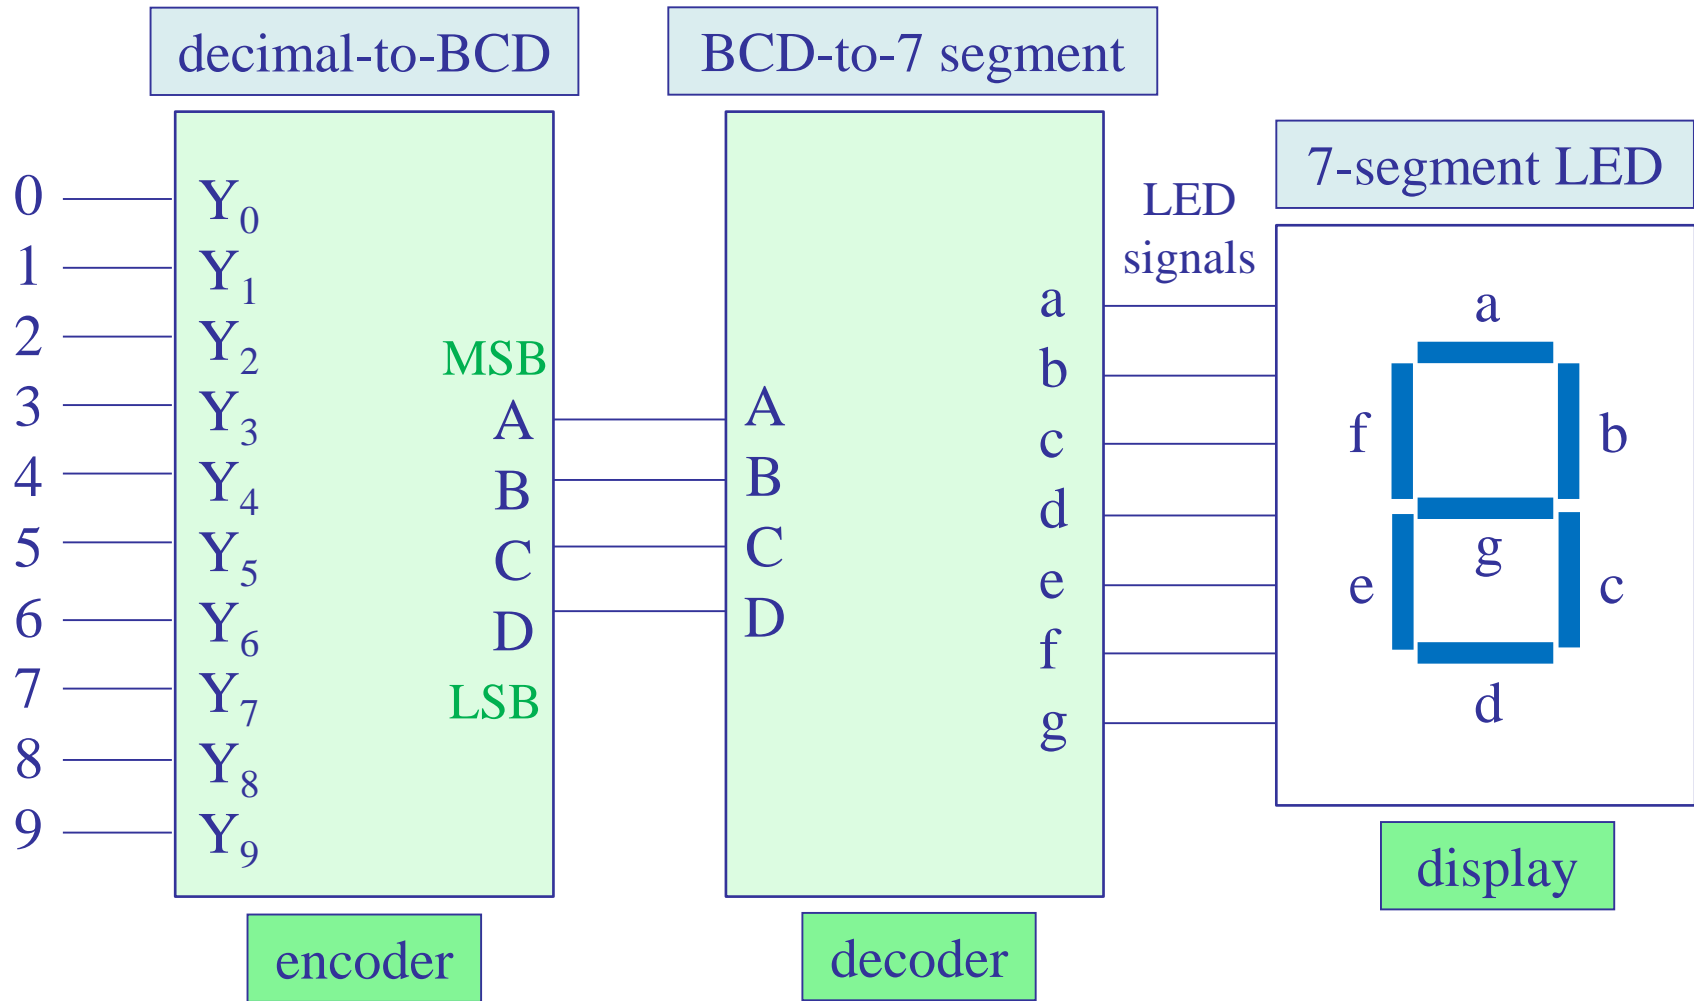 decimal-to-BCD
BCD-to-7 segment
7-segment LED
0
1
2
3
4
5
6
7
8
9
Y₀
Y₁
Y₂
Y₃
Y₄
Y₅
Y₆
Y₇
Y₈
Y₉
MSB
A
B
C
D
LSB
encoder
A
B
C
D
a
b
c
d
e
f
g
decoder
LED
signals
a
f
b
g
e
c
d
display